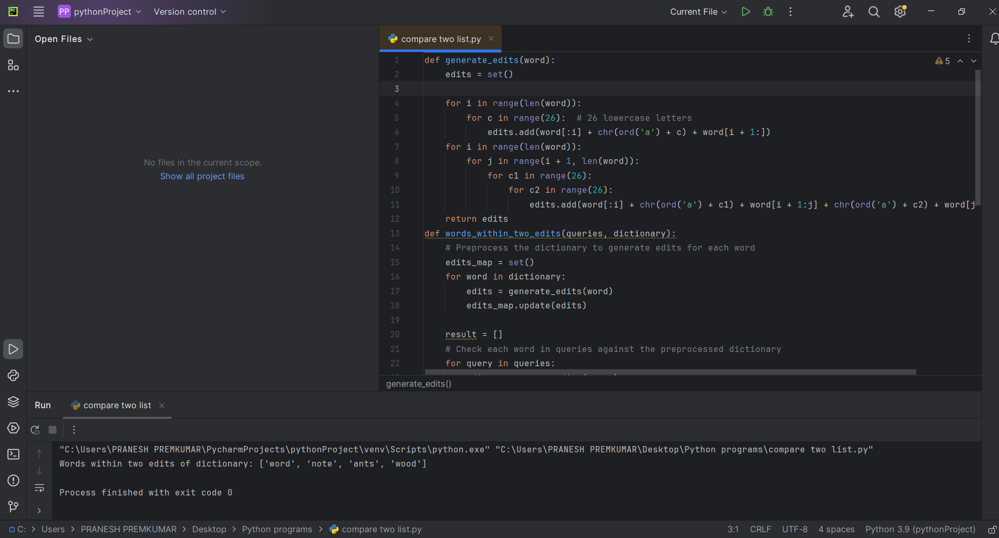 PP pythonProject Version control Current File
Open Files
compare two list.py
5
1 def generate_edits(word):
2 edits = set()
3
4 for i in range(len(word)):
5 for c in range(26): # 26 lowercase letters
6 edits.add(word[:i] + chr(ord('a') + c) + word[i + 1:])
7 for i in range(len(word)):
8 for j in range(i + 1, len(word)):
9 for c1 in range(26):
10 for c2 in range(26):
11 edits.add(word[:i] + chr(ord('a') + c1) + word[i + 1:j] + chr(ord('a') + c2) + word[j
12 return edits
13 def words_within_two_edits(queries, dictionary):
14 # Preprocess the dictionary to generate edits for each word
15 edits_map = set()
16 for word in dictionary:
17 edits = generate_edits(word)
18 edits_map.update(edits)
19
20 result = []
21 # Check each word in queries against the preprocessed dictionary
22 for query in queries:
No files in the current scope.
Show all project files
generate_edits()
Run compare two list
"C:\Users\PRANESH PREMKUMAR\PycharmProjects\pythonProject\venv\Scripts\python.exe" "C:\Users\PRANESH PREMKUMAR\Desktop\Python programs\compare two list.py"
Words within two edits of dictionary: ['word', 'note', 'ants', 'wood']
Process finished with exit code 0
C: > Users > PRANESH PREMKUMAR > Desktop > Python programs > compare two list.py 3:1 CRLF UTF-8 4 spaces Python 3.9 (pythonProject)